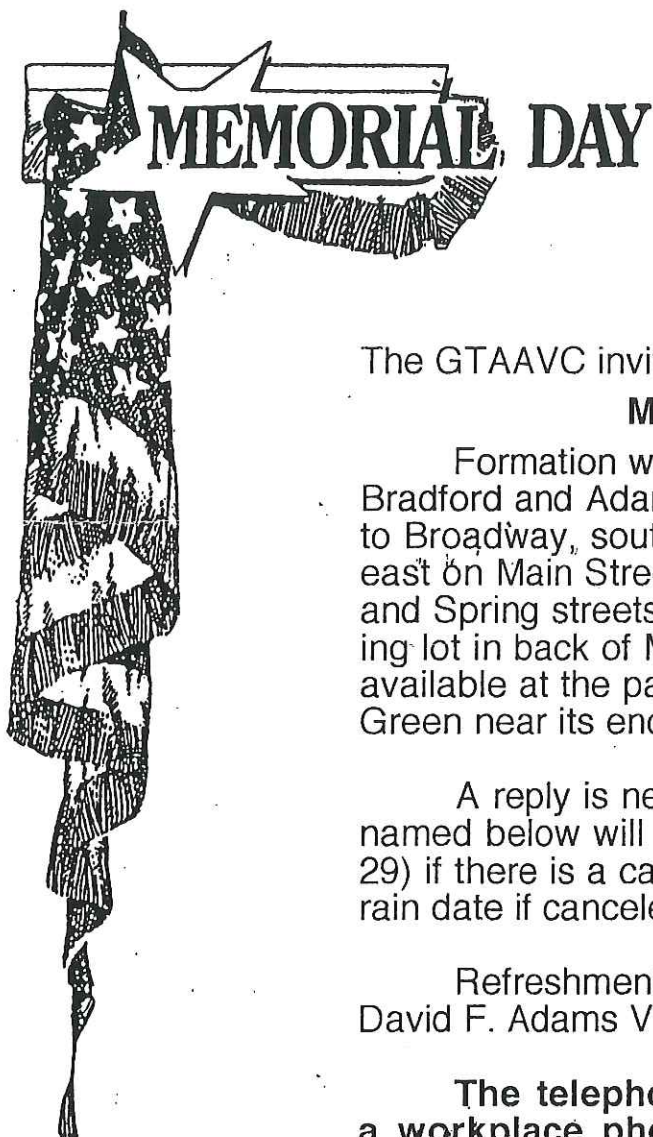 MEMORIAL DAY
The GTAAVC invi
M
Formation w
Bradford and Adar
to Broadway, sout
east on Main Stree
and Spring streets
ing lot in back of N
available at the pa
Green near its end
A reply is ne
named below will
29) if there is a ca
rain date if cancele
Refreshmen
David F. Adams V
The telepho
a workplace pho